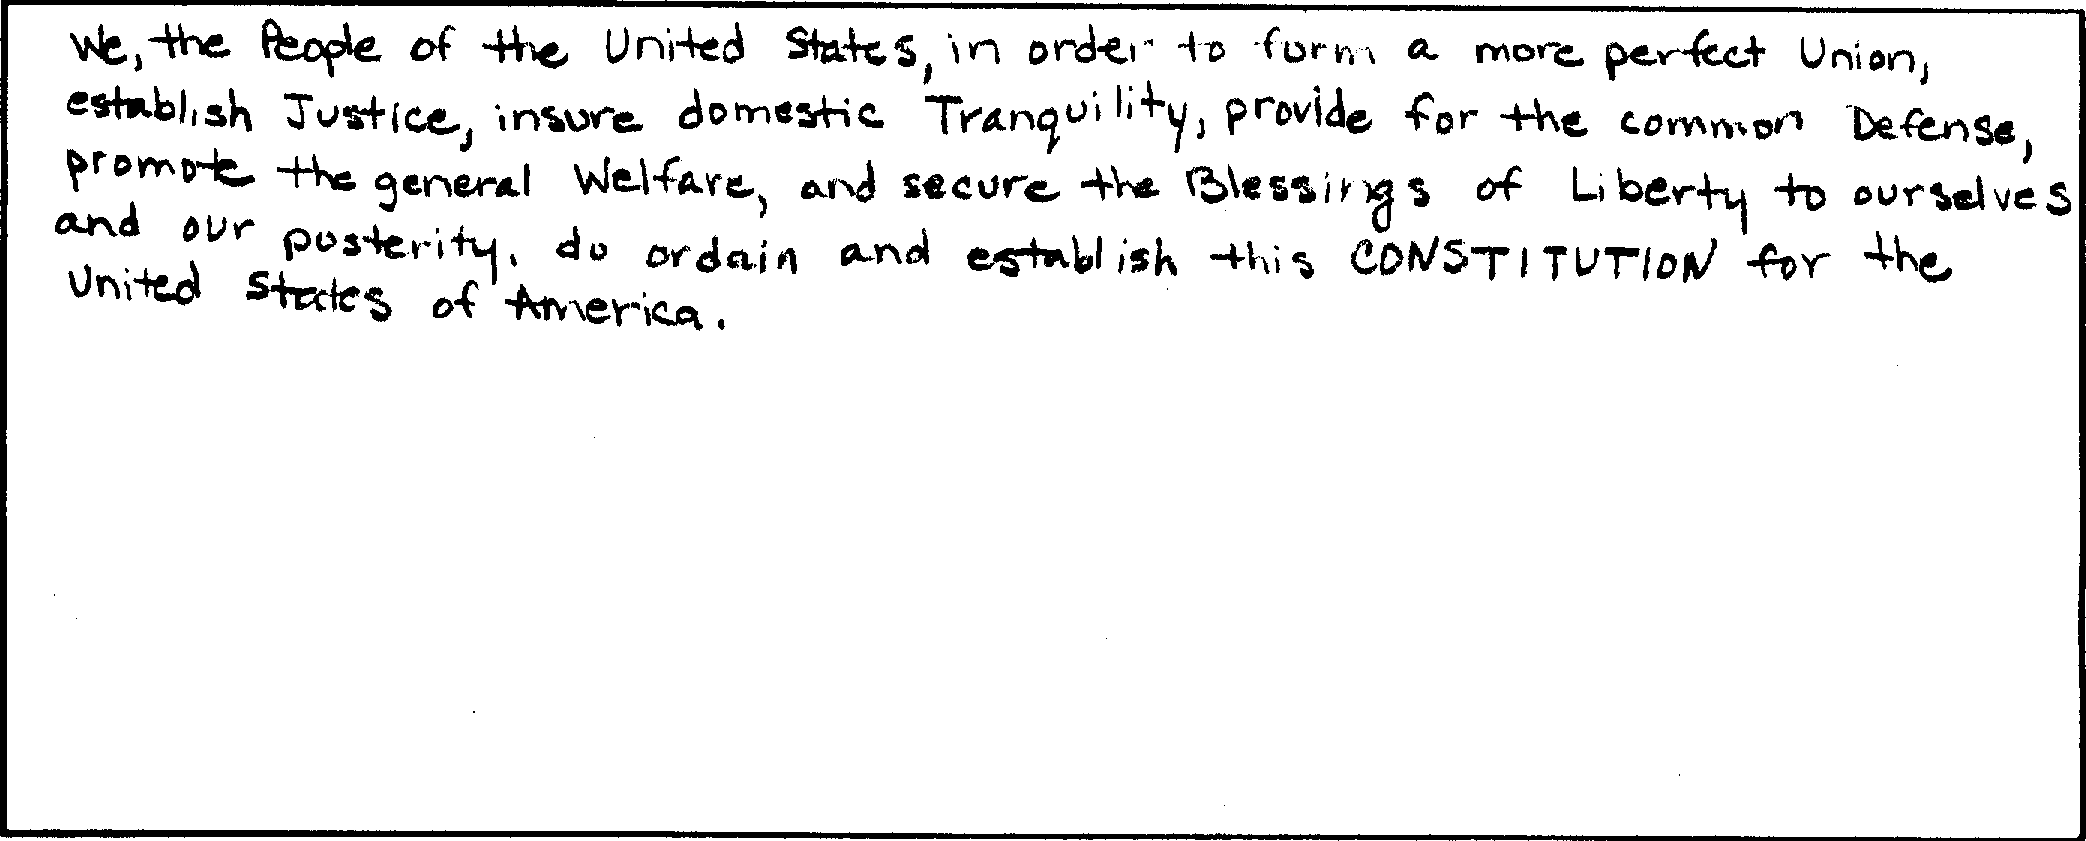 We, the People of the United States, in order to form a more perfect Union,
establish Justice, insure domestic Tranquility, provide for the common Defense,
promote the general Welfare, and secure the Blessings of Liberty to ourselves
and our posterity, do ordain and establish this CONSTITUTION for the
United States of America.